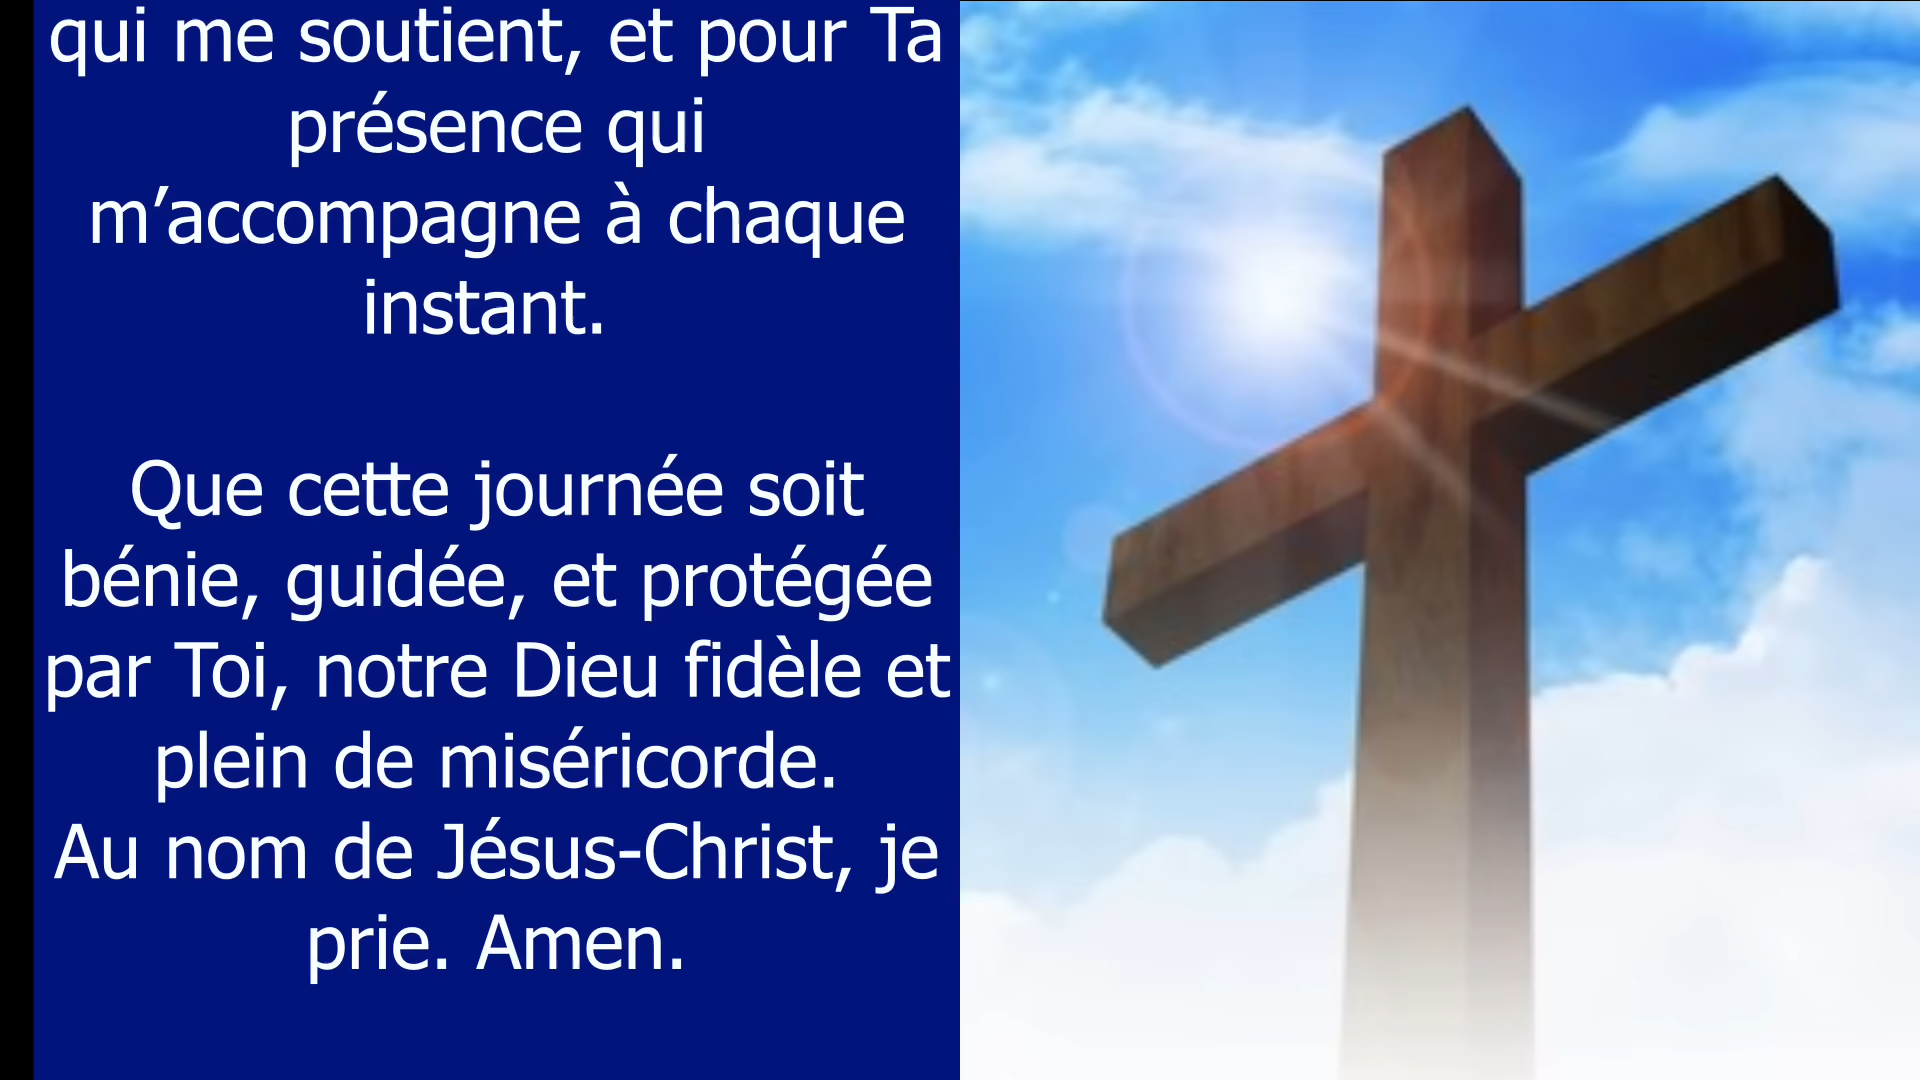 qui me soutient, et pour Ta
présence qui
m’accompagne à chaque
instant.
Que cette journée soit
bénie, guidée, et protégée
par Toi, notre Dieu fidèle et
plein de miséricorde.
Au nom de Jésus-Christ, je
prie. Amen.